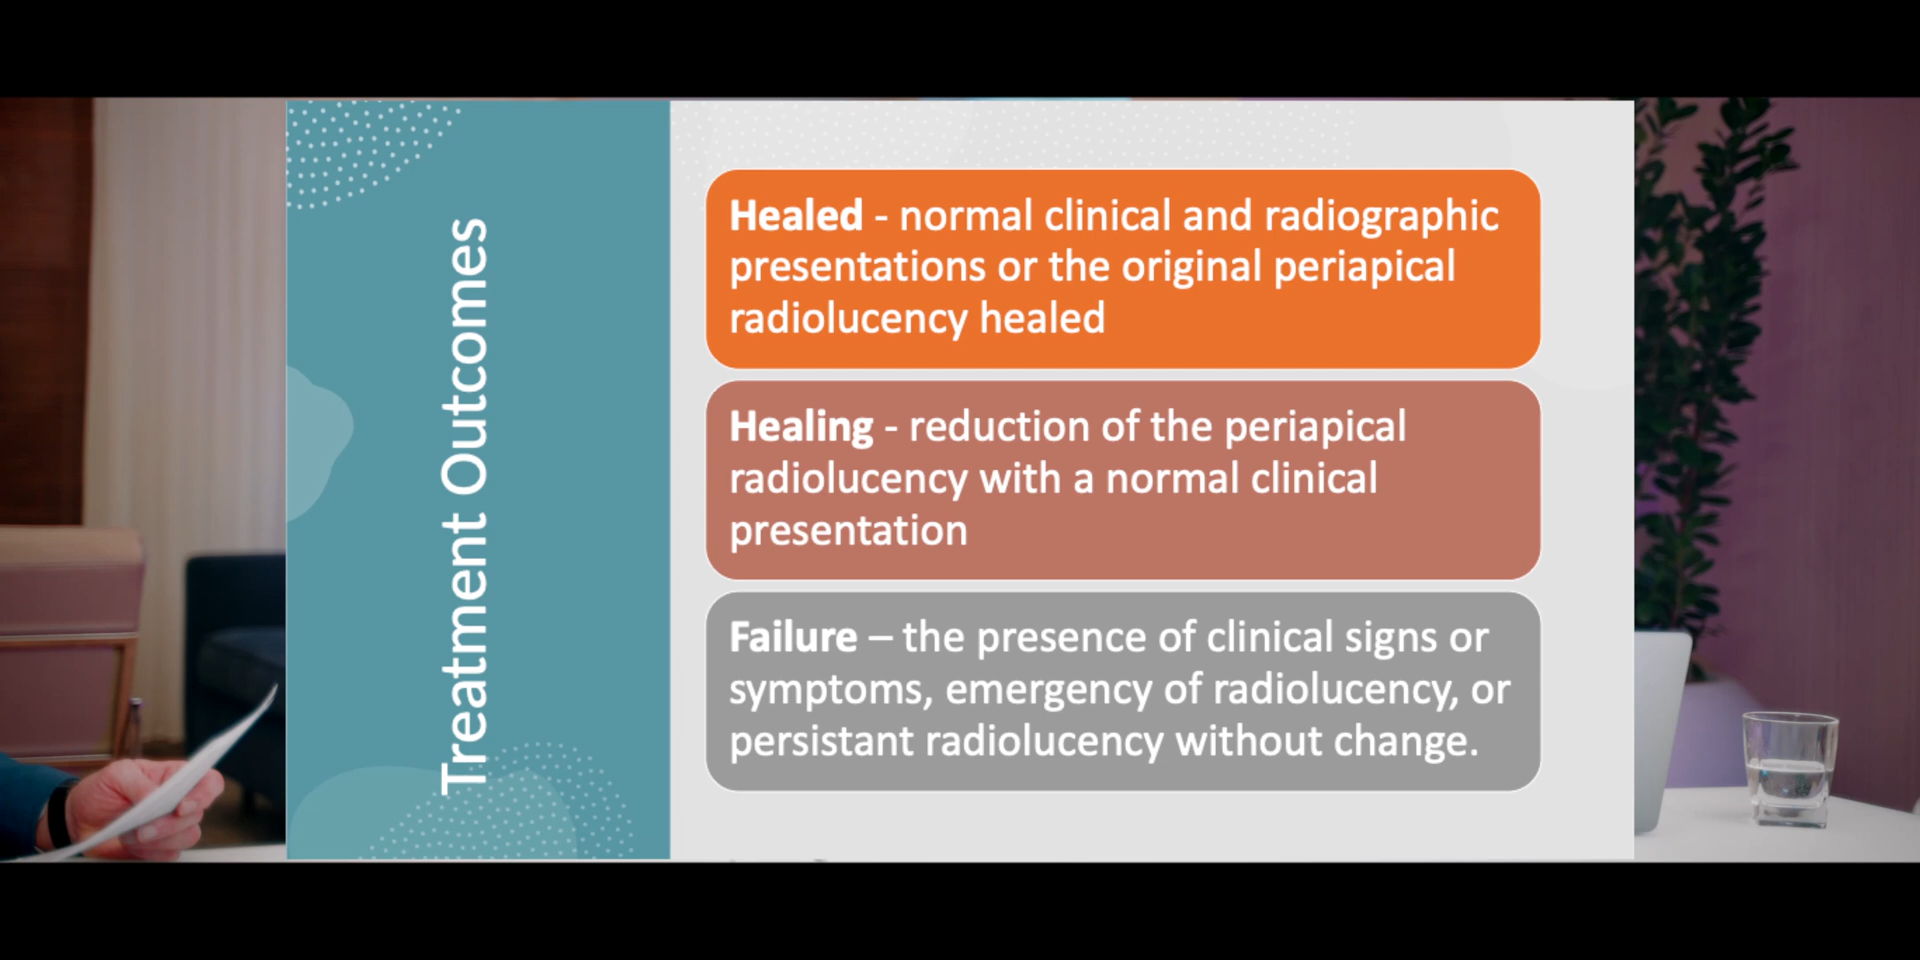 Treatment Outcomes
Healed - normal clinical and radiographic
presentations or the original periapical
radiolucency healed
Healing - reduction of the periapical
radiolucency with a normal clinical
presentation
Failure – the presence of clinical signs or
symptoms, emergency of radiolucency, or
persistant radiolucency without change.